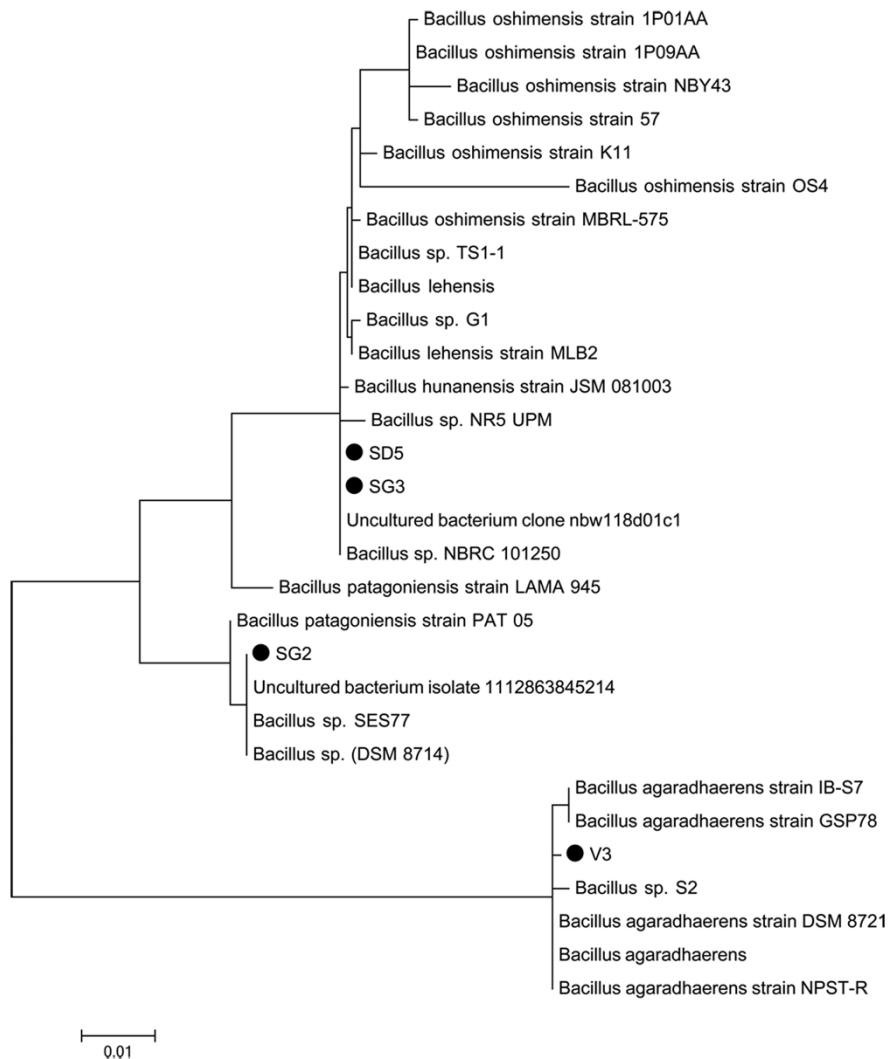 Bacillus oshimensis strain 1P01AA
Bacillus oshimensis strain 1P09AA
Bacillus oshimensis strain NBY43
Bacillus oshimensis strain 57
Bacillus oshimensis strain K11
Bacillus oshimensis strain OS4
Bacillus oshimensis strain MBRL-575
Bacillus sp. TS1-1
Bacillus lehensis
Bacillus sp. G1
Bacillus lehensis strain MLB2
Bacillus hunanensis strain JSM 081003
Bacillus sp. NR5 UPM
SD5
SG3
Uncultured bacterium clone nbw118d01c1
Bacillus sp. NBRC 101250
Bacillus patagoniensis strain LAMA 945
Bacillus patagoniensis strain PAT 05
SG2
Uncultured bacterium isolate 1112863845214
Bacillus sp. SES77
Bacillus sp. (DSM 8714)
Bacillus agaradhaerens strain IB-S7
Bacillus agaradhaerens strain GSP78
V3
Bacillus sp. S2
Bacillus agaradhaerens strain DSM 8721
Bacillus agaradhaerens
Bacillus agaradhaerens strain NPST-R
0.01